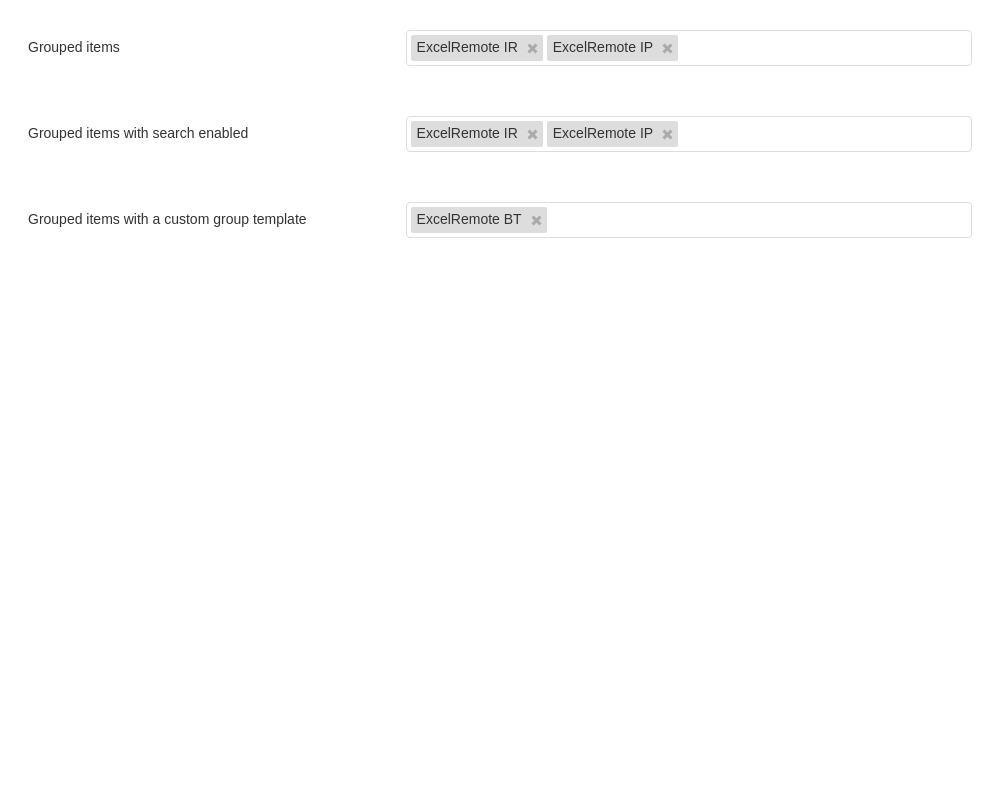 Grouped items
ExcelRemote IR ExcelRemote IP
Grouped items with search enabled
ExcelRemote IR ExcelRemote IP
Grouped items with a custom group template
ExcelRemote BT